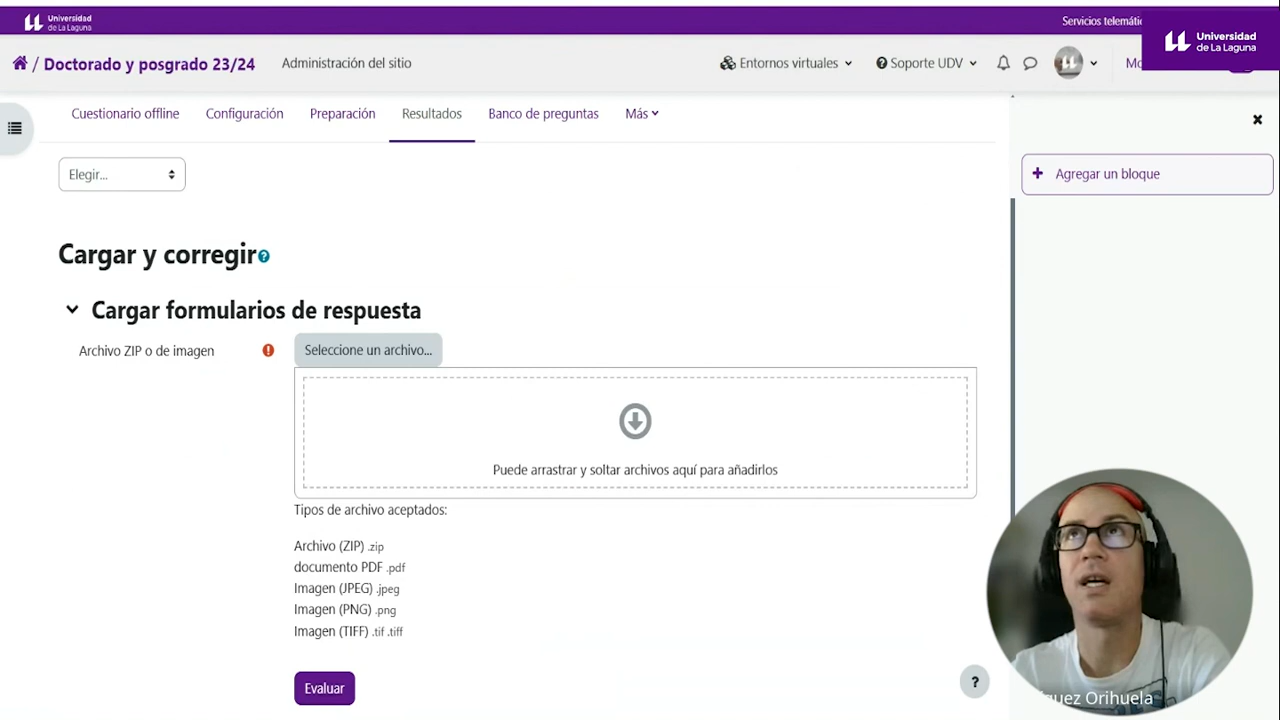 Universidad
de La Laguna
Servicios telemátic
Universidad
de La Laguna
/ Doctorado y posgrado 23/24
Administración del sitio
Entornos virtuales
Soporte UDV
Cuestionario offline
Configuración
Preparación
Resultados
Banco de preguntas
Más
Elegir...
Agregar un bloque
Cargar y corregir
Cargar formularios de respuesta
Archivo ZIP o de imagen
Seleccione un archivo...
Puede arrastrar y soltar archivos aquí para añadirlos
Tipos de archivo aceptados:
Archivo (ZIP) .zip
documento PDF .pdf
Imagen (JPEG) .jpeg
Imagen (PNG) .png
Imagen (TIFF) .tif .tiff
Evaluar
?
Orihuela